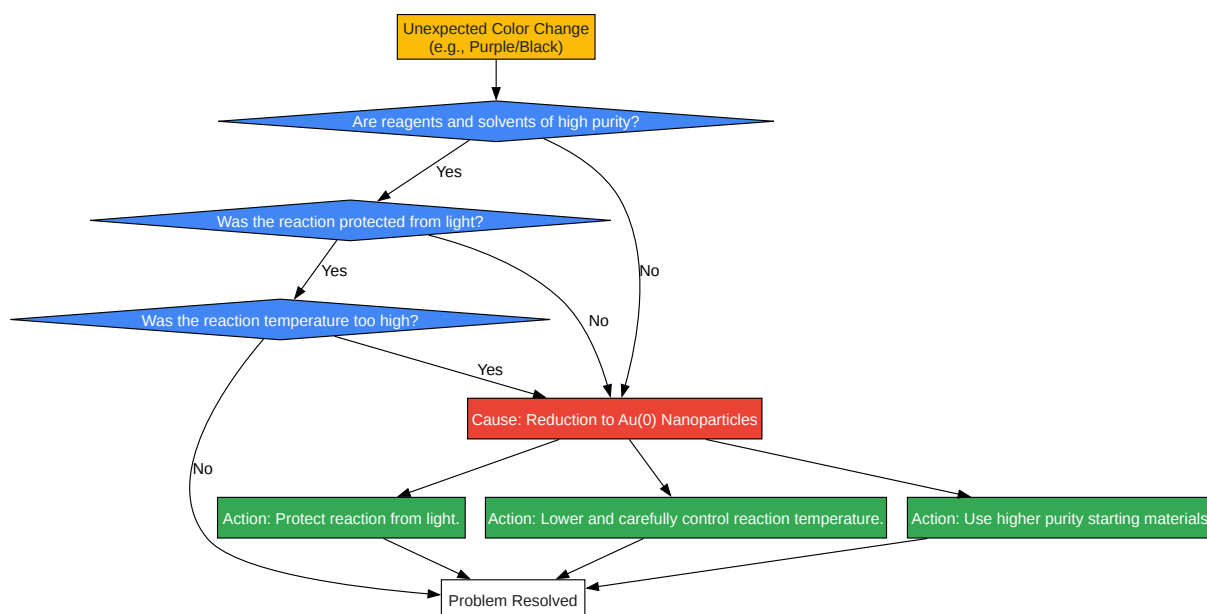 Unexpected Color Change
(e.g., Purple/Black)
Are reagents and solvents of high purity?
Yes
Was the reaction protected from light?
Yes
No
Was the reaction temperature too high?
No
Yes
Cause: Reduction to Au(0) Nanoparticles
No
Action: Protect reaction from light.
Action: Lower and carefully control reaction temperature.
Action: Use higher purity starting materials
Problem Resolved